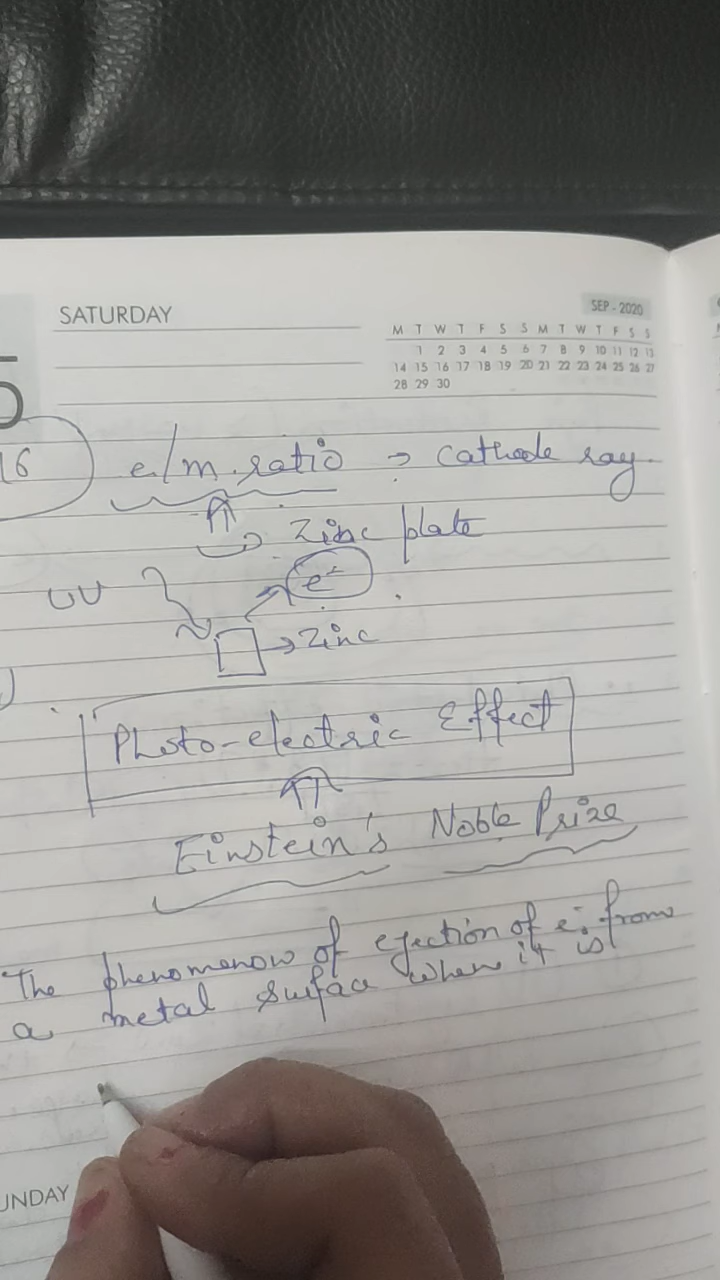 SEP - 2020
SATURDAY
M T W T F S S M T W T F S S
1 2 3 4 5 6 7 8 9 10 11 12 13
14 15 16 17 18 19 20 21 22 23 24 25 26 27
28 29 30
16 e/m ratio → Cathode ray
Zinc plate
UV e-
→ Zinc
Photo-electric Effect
Einstein's Noble Prize
The phenomenon of ejection of e- from
a metal surface when it is
UNDAY